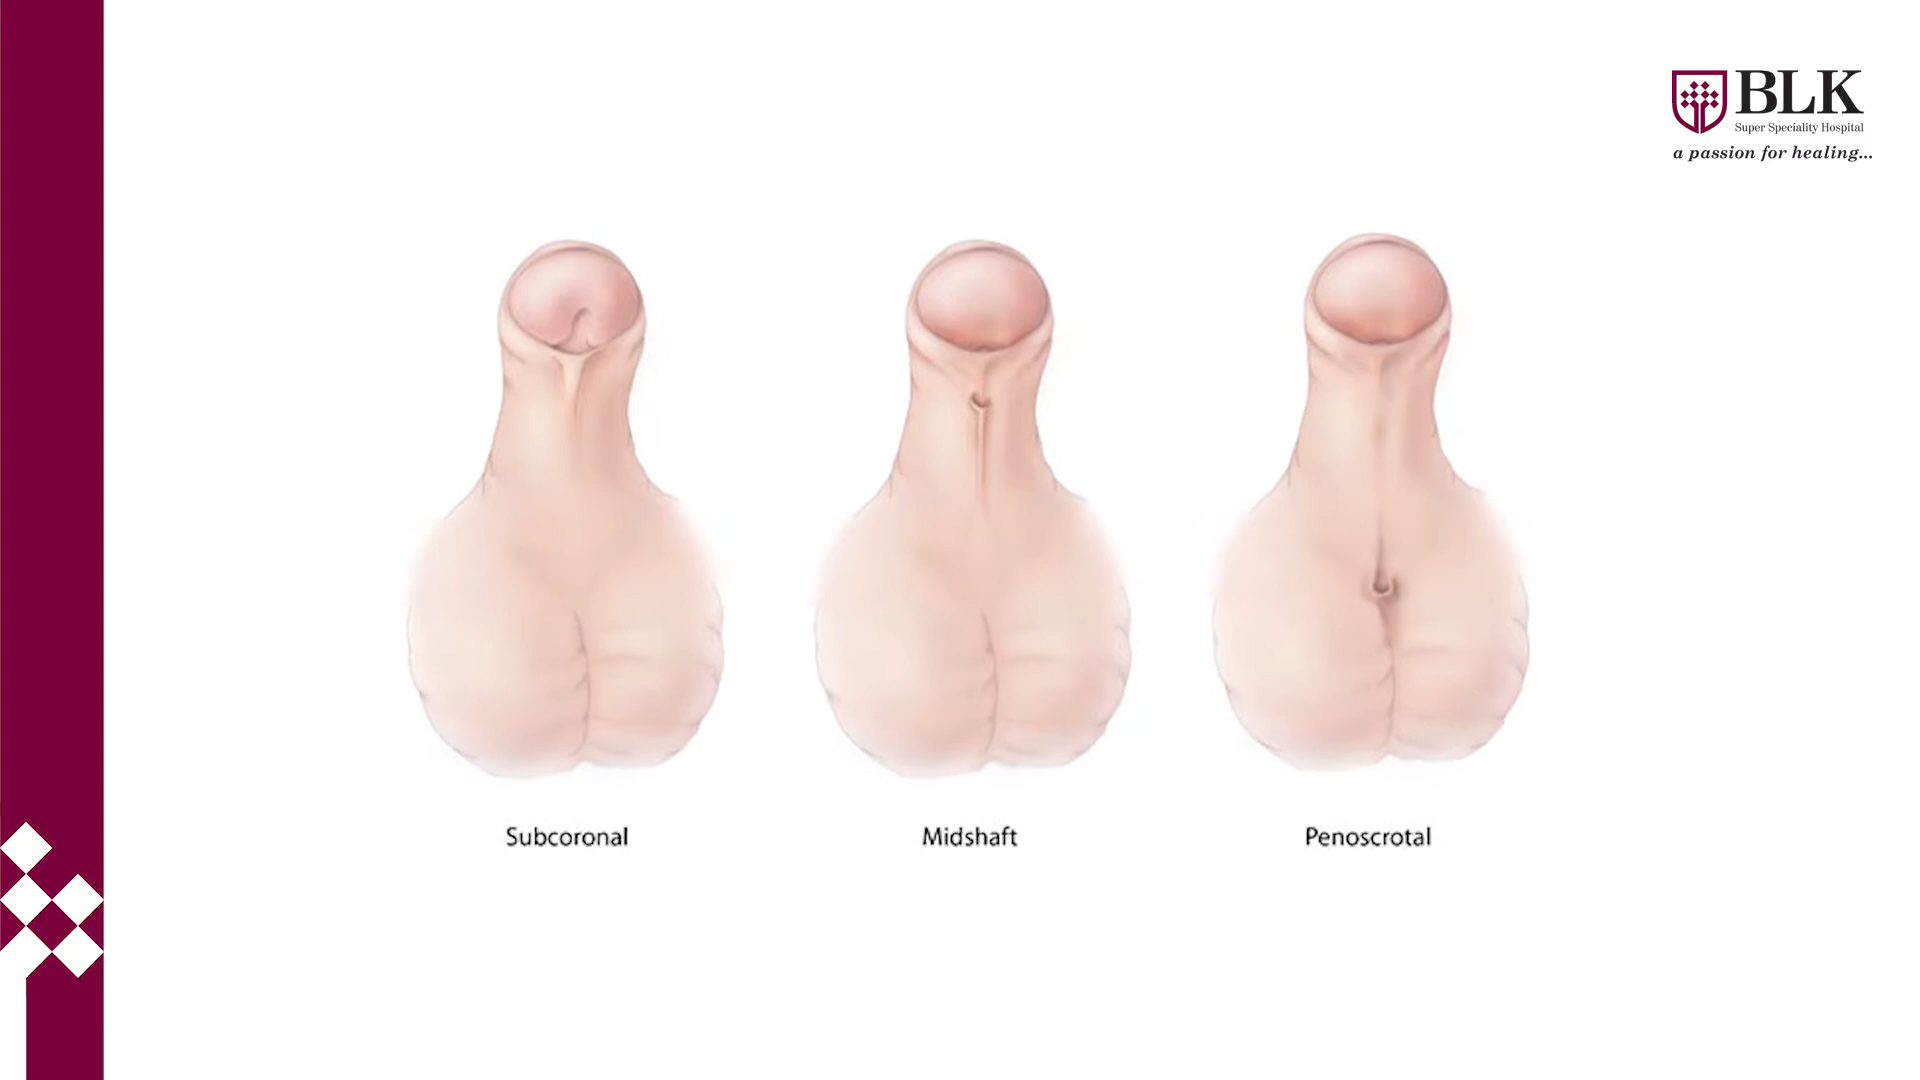 BLK
Super Speciality Hospital
a passion for healing...
Subcoronal
Midshaft
Penoscrotal